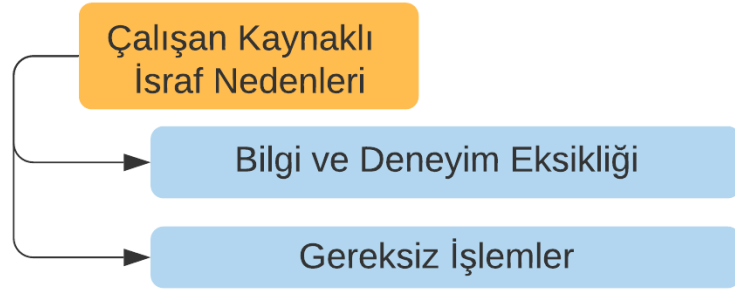 Çalışan Kaynaklı
İsraf Nedenleri
Bilgi ve Deneyim Eksikliği
Gereksiz İşlemler